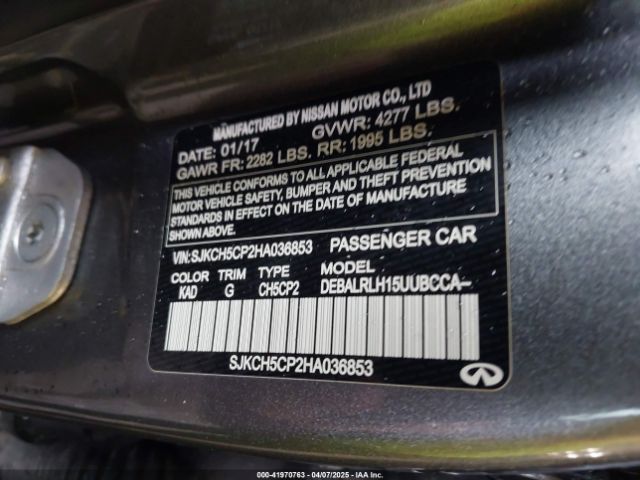 MANUFACTURED BY NISSAN MOTOR CO., LTD
DATE: 01/17 GVWR: 4277 LBS.
GAWR FR: 2282 LBS. RR: 1995 LBS.
THIS VEHICLE CONFORMS TO ALL APPLICABLE FEDERAL
MOTOR VEHICLE SAFETY, BUMPER AND THEFT PREVENTION
STANDARDS IN EFFECT ON THE DATE OF MANUFACTURE
SHOWN ABOVE.
VIN:SJKCH5CP2HA036853 PASSENGER CAR
COLOR TRIM TYPE MODEL
KAD G CH5CP2 DEBALRLH15UUBCCA-
SJKCH5CP2HA036853
000-41970763 - 04/07/2025 - IAAI, Inc.